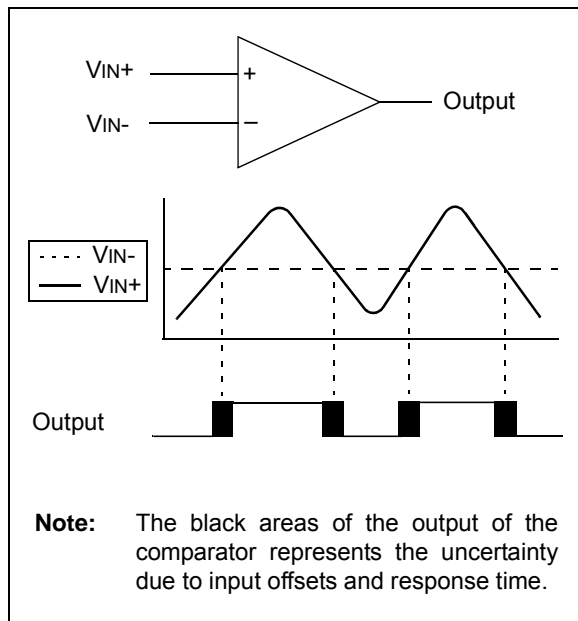 VIN+
+
Output
VIN-
−
VIN-
VIN+
Output
Note: The black areas of the output of the
comparator represents the uncertainty
due to input offsets and response time.